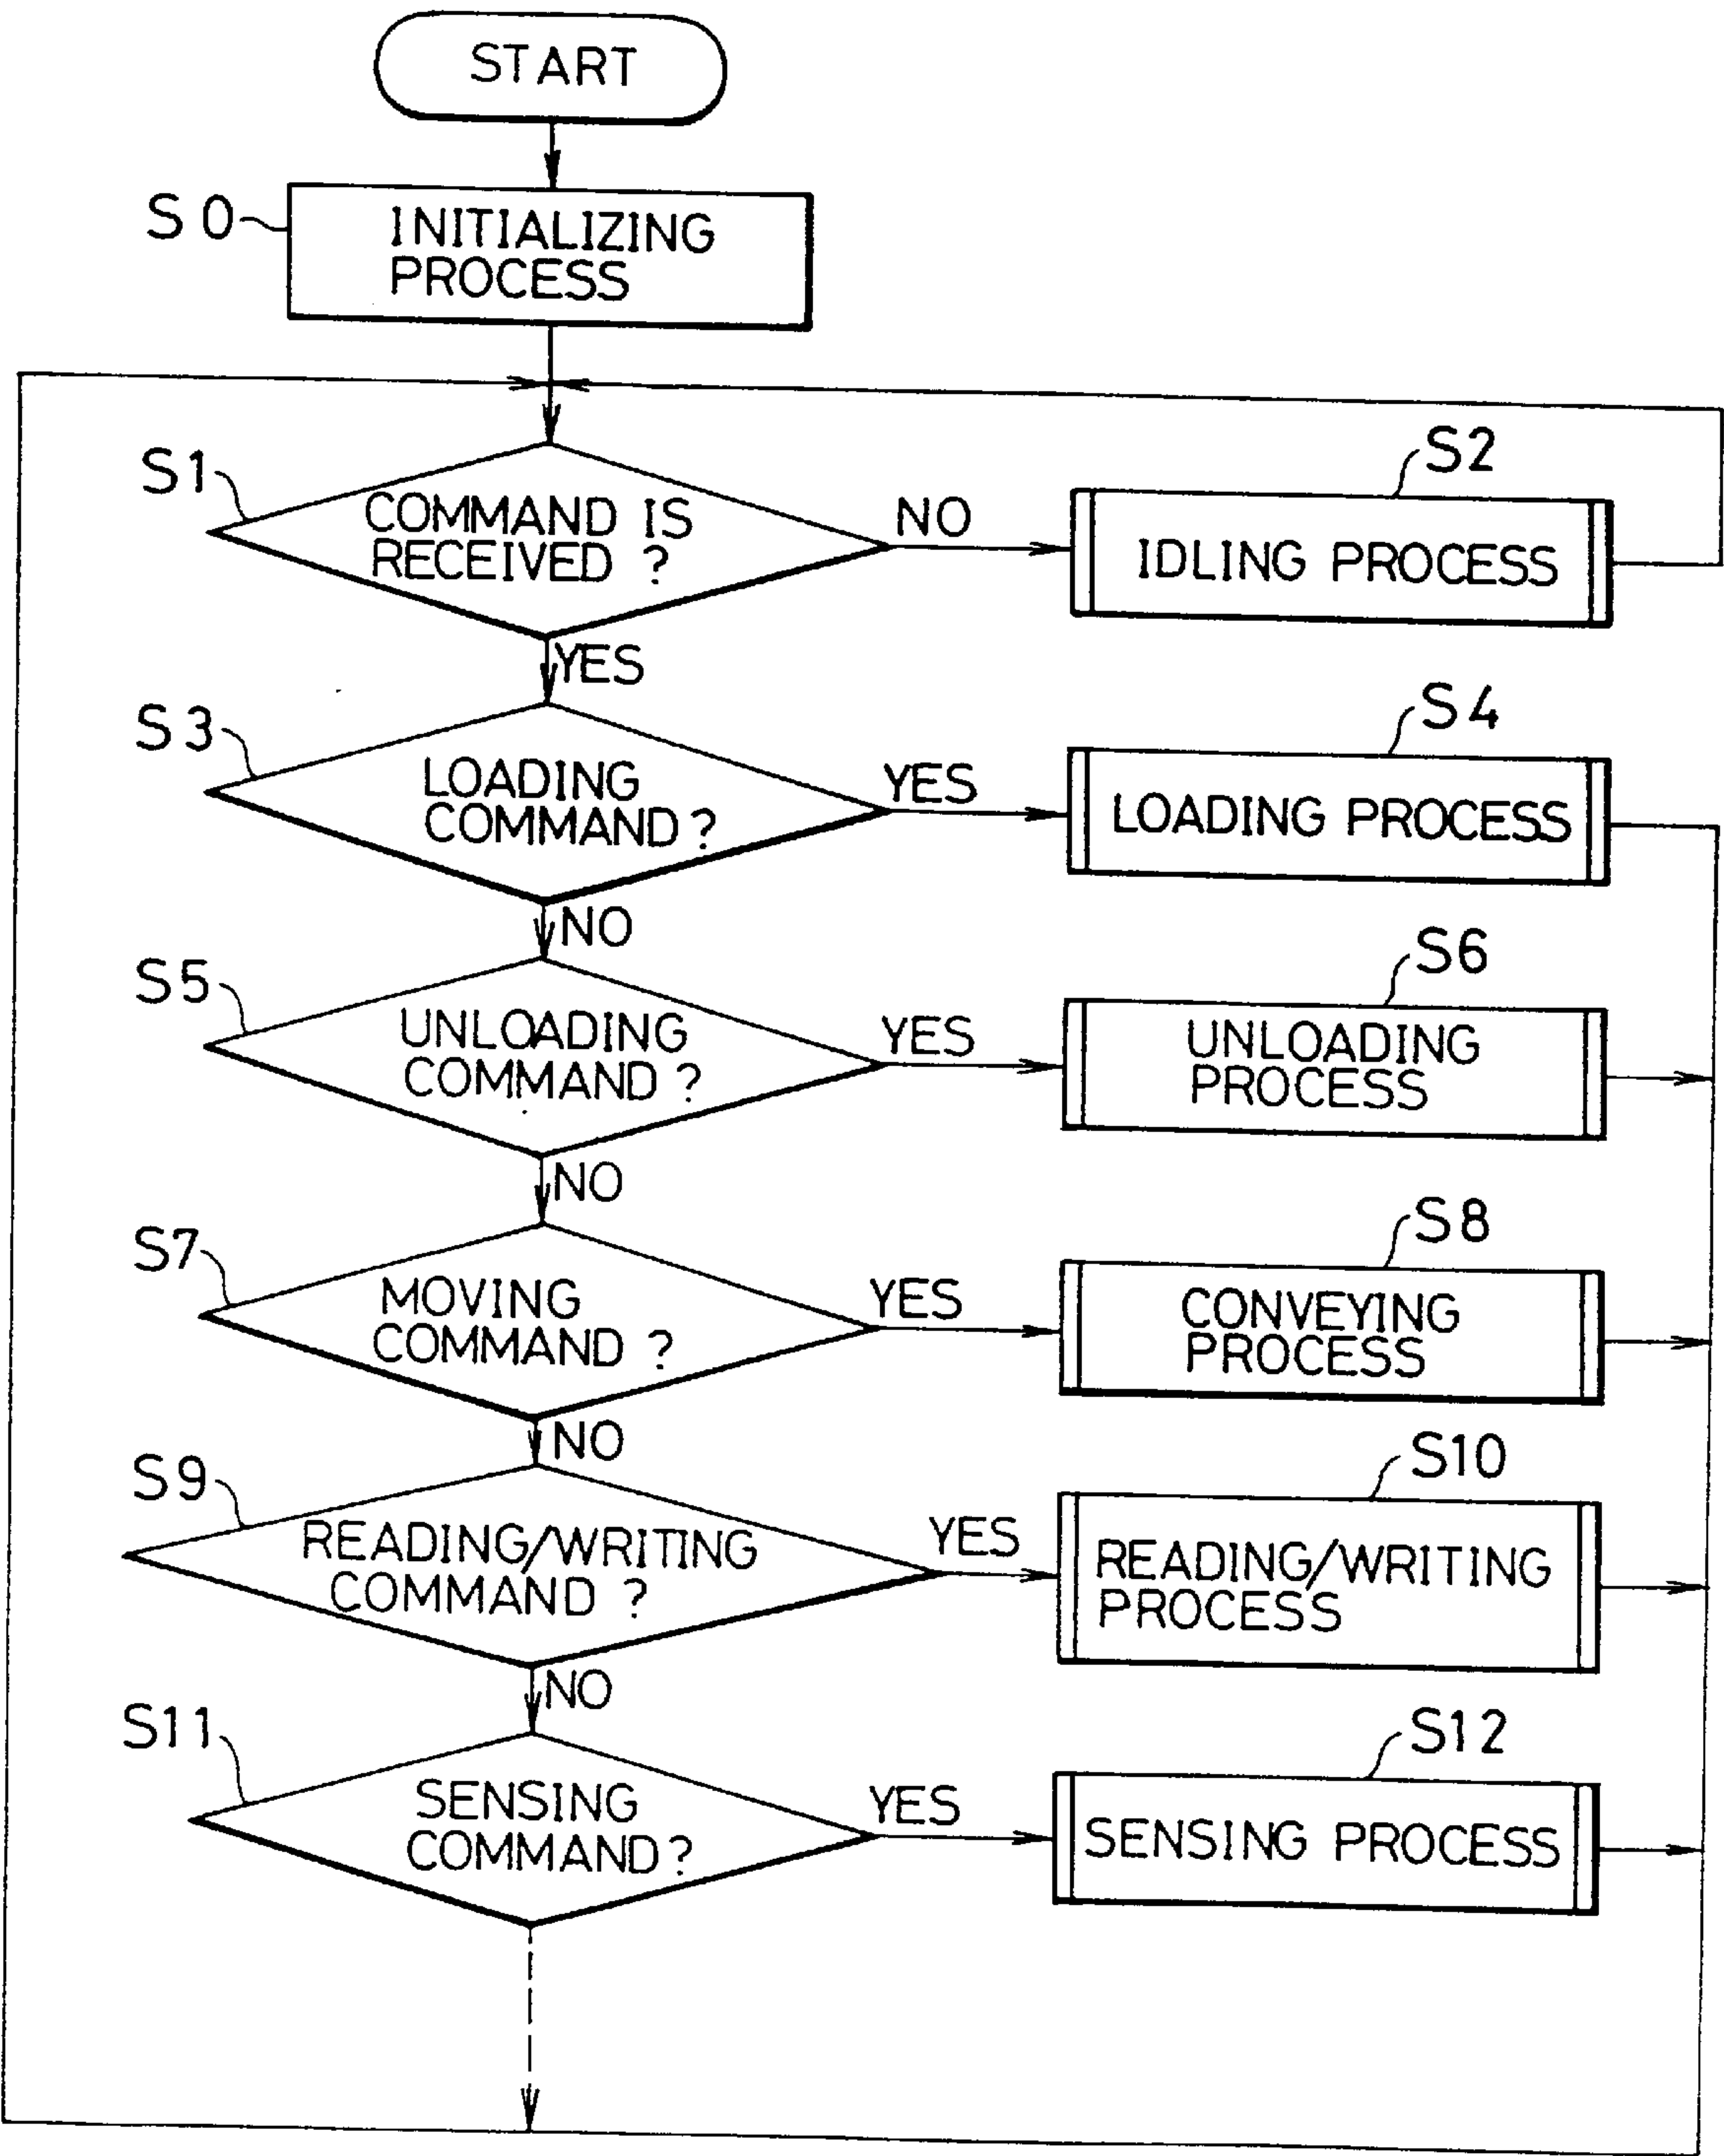 START
S0
INITIALIZING
PROCESS
S1
COMMAND IS
RECEIVED ?
NO
S2
IDLING PROCESS
YES
S3
LOADING
COMMAND ?
YES
S4
LOADING PROCESS
NO
S5
UNLOADING
COMMAND ?
YES
S6
UNLOADING
PROCESS
NO
S7
MOVING
COMMAND ?
YES
S8
CONVEYING
PROCESS
NO
S9
READING/WRITING
COMMAND ?
YES
S10
READING/WRITING
PROCESS
NO
S11
SENSING
COMMAND?
YES
S12
SENSING PROCESS